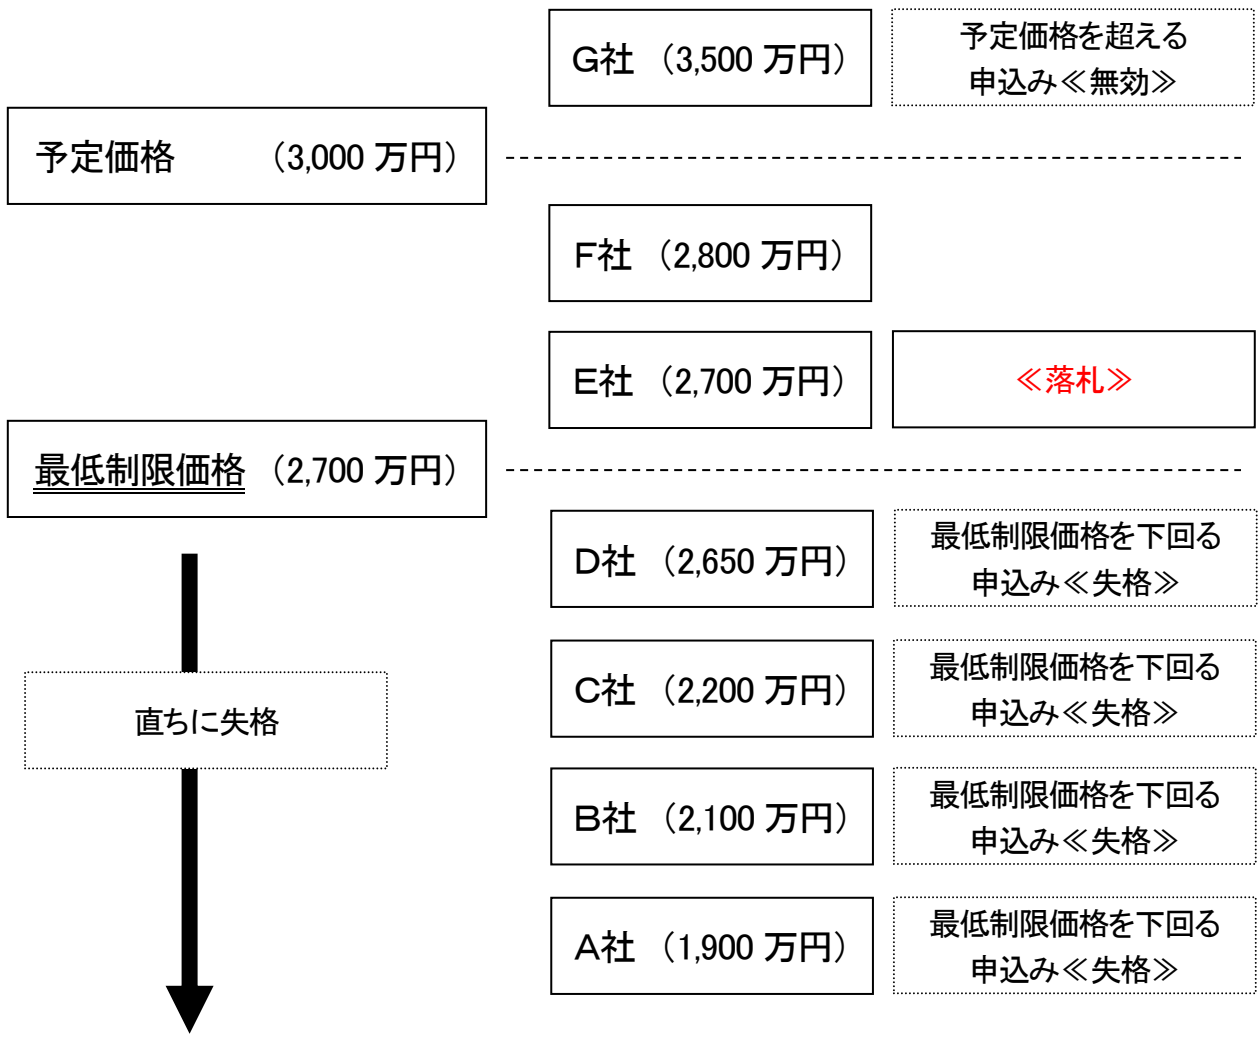 G社 （3,500 万円）
予定価格を超える
申込み≪無効≫
予定価格 （3,000 万円）
F社 （2,800 万円）
E社 （2,700 万円）
≪落札≫
最低制限価格 （2,700 万円）
D社 （2,650 万円）
最低制限価格を下回る
申込み≪失格≫
直ちに失格
C社 （2,200 万円）
最低制限価格を下回る
申込み≪失格≫
B社 （2,100 万円）
最低制限価格を下回る
申込み≪失格≫
A社 （1,900 万円）
最低制限価格を下回る
申込み≪失格≫